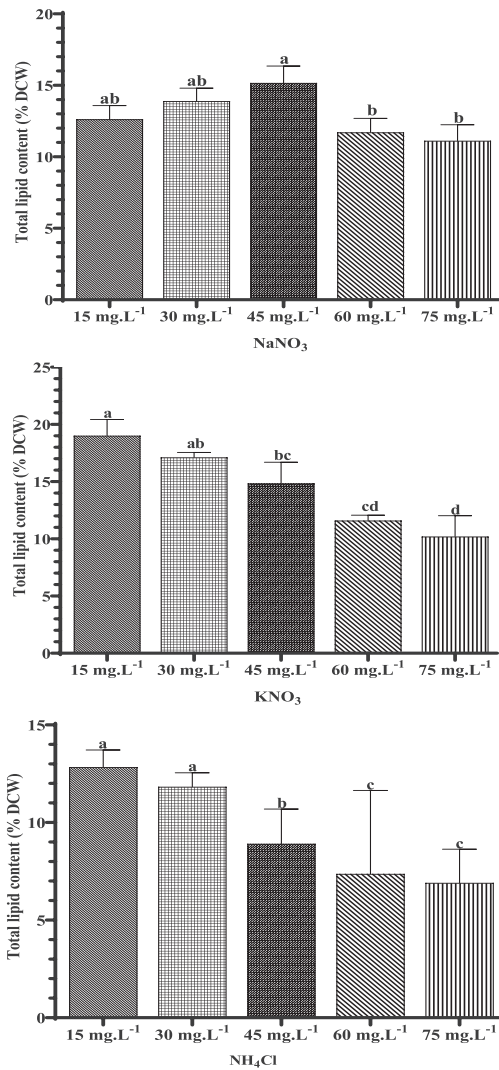 Total lipid content (% DCW)
20
15
10
5
0
ab
ab
a
b
b
15 mg.L-1 30 mg.L-1 45 mg.L-1 60 mg.L-1 75 mg.L-1
NaNO3
Total lipid content (% DCW)
25
20
15
10
5
0
a
ab
bc
cd
d
15 mg.L-1 30 mg.L-1 45 mg.L-1 60 mg.L-1 75 mg.L-1
KNO3
Total lipid content (% DCW)
15
10
5
0
a
a
b
c
c
15 mg.L-1 30 mg.L-1 45 mg.L-1 60 mg.L-1 75 mg.L-1
NH4Cl